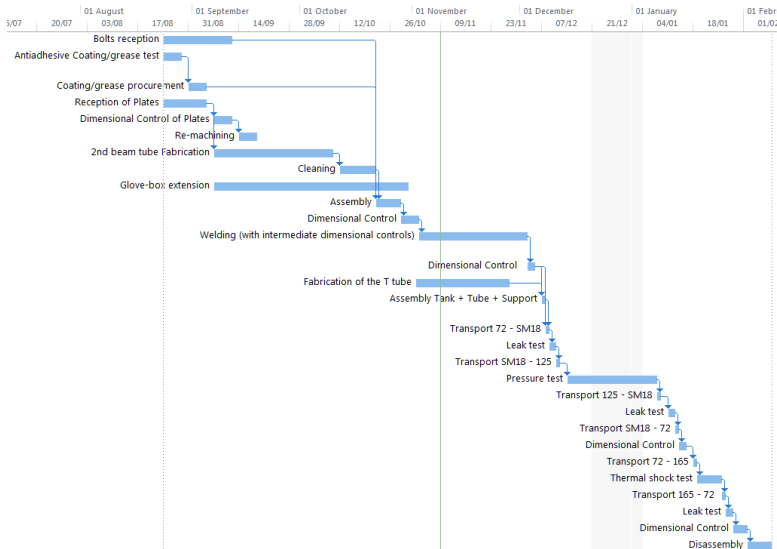 01 August 01 September 01 October 01 November 01 December 01 January 01 Febr
6/07 20/07 03/08 17/08 31/08 14/09 28/09 12/10 26/10 09/11 23/11 07/12 21/12 04/01 18/01 01/02
Bolts reception
Antiadhesive Coating/grease test
Coating/grease procurement
Reception of Plates
Dimensional Control of Plates
Re-machining
2nd beam tube Fabrication
Cleaning
Glove-box extension
Assembly
Dimensional Control
Welding (with intermediate dimensional controls)
Dimensional Control
Fabrication of the T tube
Assembly Tank + Tube + Support
Transport 72 - SM18
Leak test
Transport SM18 - 125
Pressure test
Transport 125 - SM18
Leak test
Transport SM18 - 72
Dimensional Control
Transport 72 - 165
Thermal shock test
Transport 165 - 72
Leak test
Dimensional Control
Disassembly